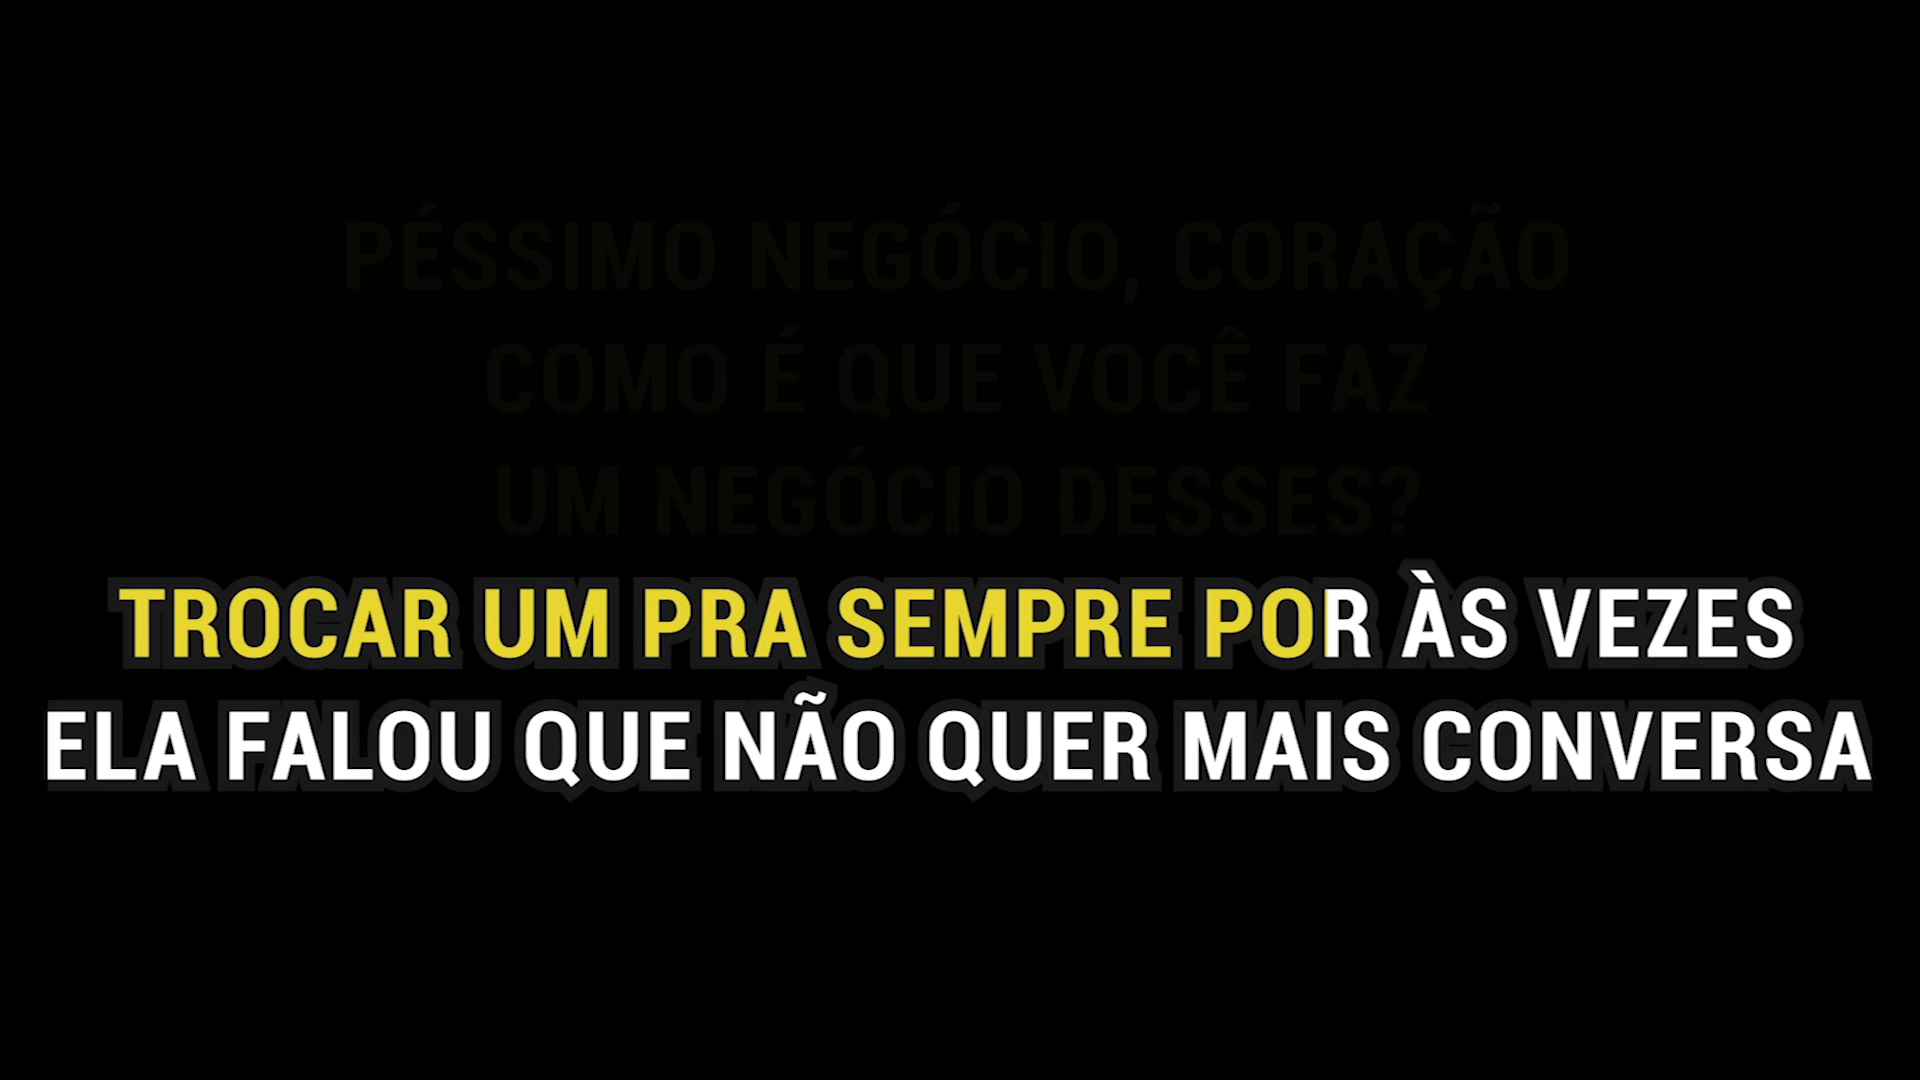 PÉSSIMO NEGÓCIO, CORAÇÃO
COMO É QUE VOCÊ FAZ
UM NEGÓCIO DESSES?
TROCAR UM PRA SEMPRE POR ÀS VEZES
ELA FALOU QUE NÃO QUER MAIS CONVERSA